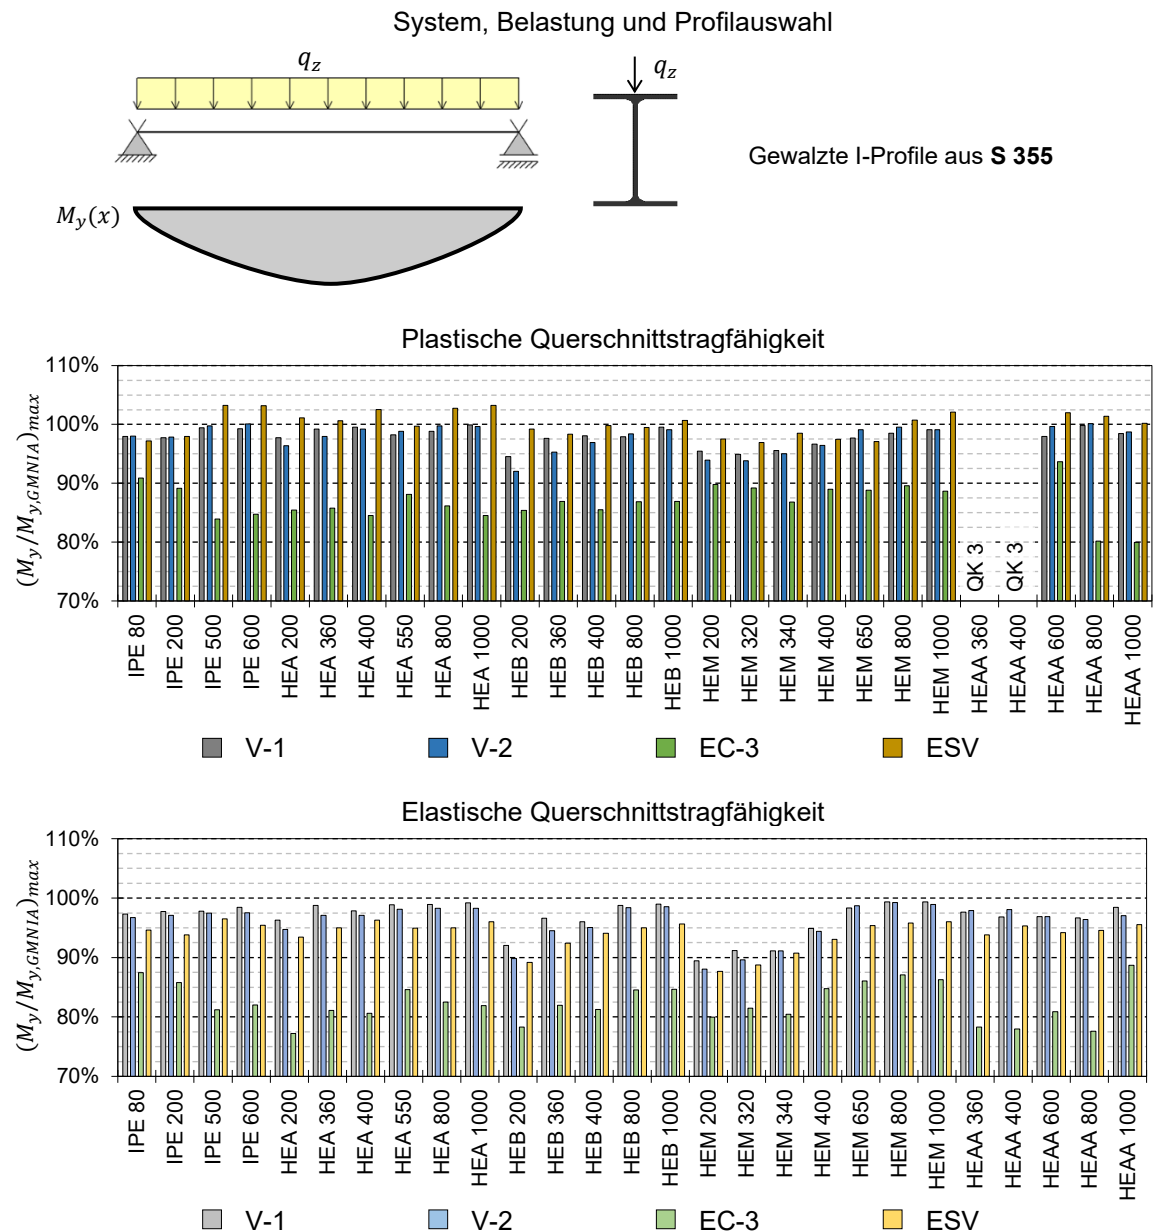 System, Belastung und Profilauswahl
q_z
q_z
Gewalzte I-Profile aus S 355
M_y(x)
Plastische Querschnittstragfähigkeit
(M_y/M_{y,GMNIA})_{max}
110%
100%
90%
80%
70%
QK 3
QK 3
IPE 80
IPE 200
IPE 500
IPE 600
HEA 200
HEA 360
HEA 400
HEA 550
HEA 800
HEA 1000
HEB 200
HEB 360
HEB 400
HEB 800
HEB 1000
HEM 200
HEM 320
HEM 340
HEM 400
HEM 650
HEM 800
HEM 1000
HEAA 360
HEAA 400
HEAA 600
HEAA 800
HEAA 1000
V-1 V-2 EC-3 ESV
Elastische Querschnittstragfähigkeit
(M_y/M_{y,GMNIA})_{max}
110%
100%
90%
80%
70%
IPE 80
IPE 200
IPE 500
IPE 600
HEA 200
HEA 360
HEA 400
HEA 550
HEA 800
HEA 1000
HEB 200
HEB 360
HEB 400
HEB 800
HEB 1000
HEM 200
HEM 320
HEM 340
HEM 400
HEM 650
HEM 800
HEM 1000
HEAA 360
HEAA 400
HEAA 600
HEAA 800
HEAA 1000
V-1 V-2 EC-3 ESV